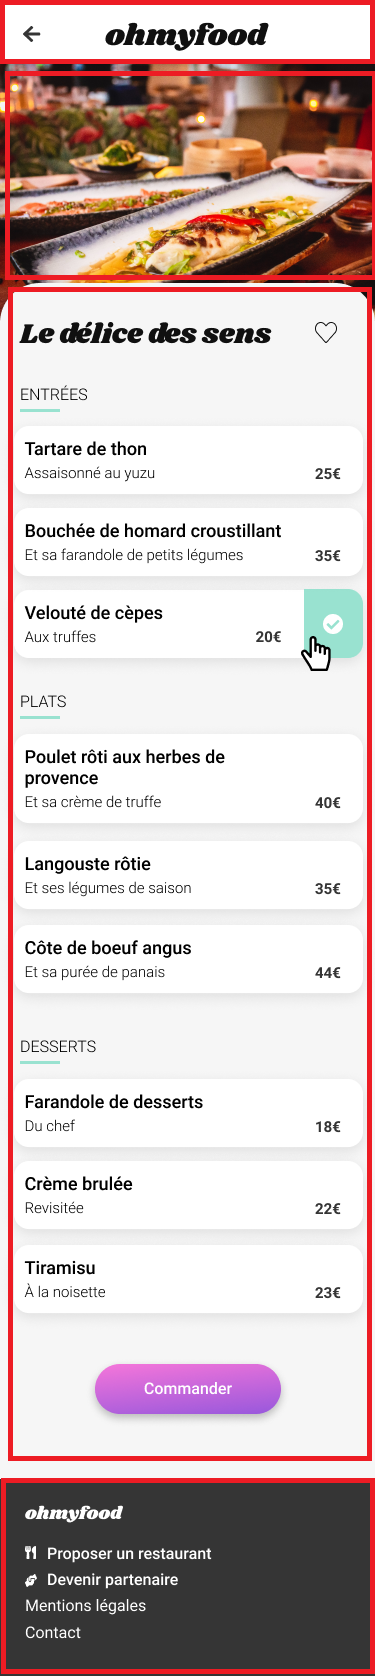 ohmyfood
Le délice des sens
ENTRÉES
Tartare de thon
Assaisonné au yuzu
25€
Bouchée de homard croustillant
Et sa farandole de petits légumes
35€
Velouté de cèpes
Aux truffes
20€
PLATS
Poulet rôti aux herbes de
provence
Et sa crème de truffe
40€
Langouste rôtie
Et ses légumes de saison
35€
Côte de boeuf angus
Et sa purée de panais
44€
DESSERTS
Farandole de desserts
Du chef
18€
Crème brulée
Revisitée
22€
Tiramisu
À la noisette
23€
Commander
ohmyfood
Proposer un restaurant
Devenir partenaire
Mentions légales
Contact